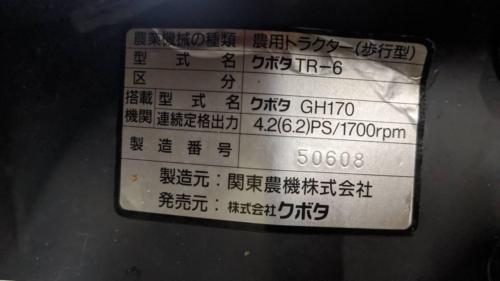 農業機械の種類 農用トラクター(歩行型)
型式名 クボタTR-6
区分
搭載機関 型式名 クボタ GH170
連続定格出力 4.2(6.2)PS/1700rpm
製造番号 50608
製造元：関東農機株式会社
発売元：株式会社クボタ